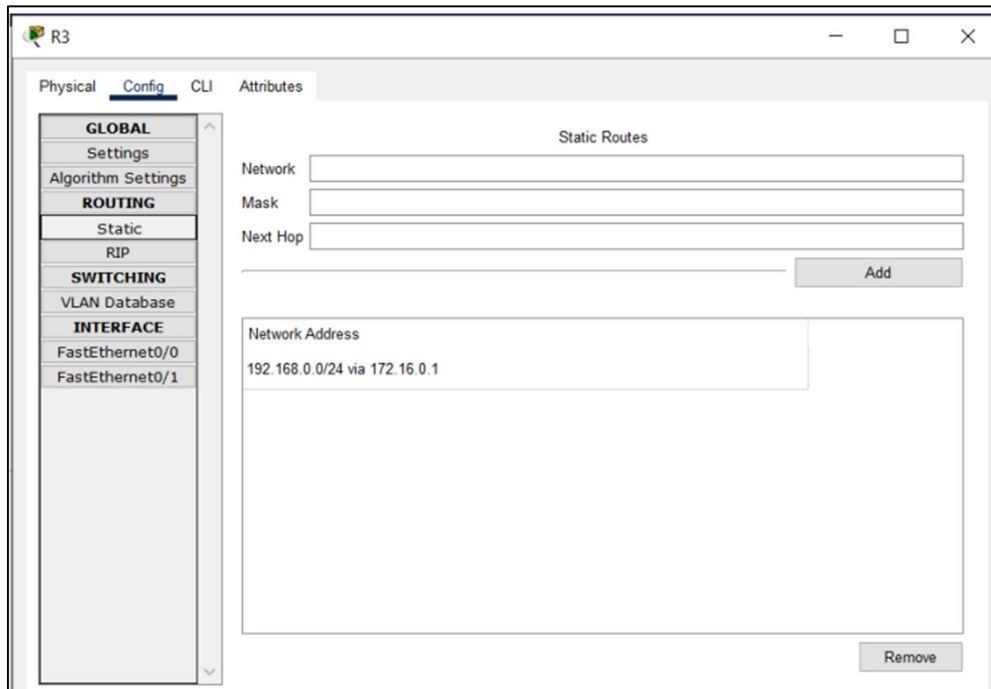 R3
Physical Config CLI Attributes
GLOBAL
Settings
Algorithm Settings
ROUTING
Static
RIP
SWITCHING
VLAN Database
INTERFACE
FastEthernet0/0
FastEthernet0/1
Static Routes
Network
Mask
Next Hop
Add
Network Address
192.168.0.0/24 via 172.16.0.1
Remove